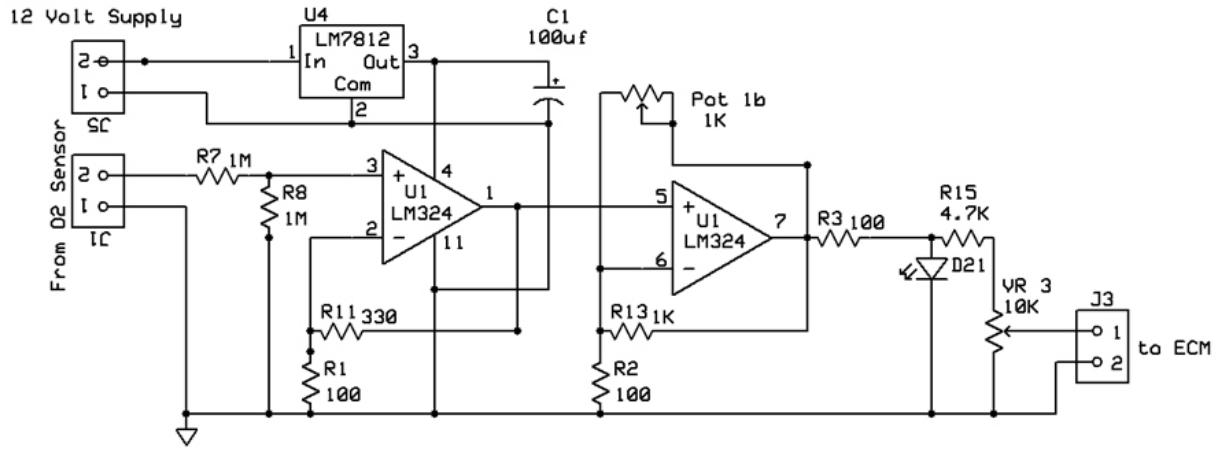 12 Volt Supply
U4
LM7812
1 In Out 3
Com
2
C1
100uf
+
2
1
J5
Pot 1b
1K
From O2 Sensor
2
1
J1
R7 1M
R8
1M
3
+
4
U1
LM324
1
2
-
11
5
+
U1
LM324
7
6
-
R3 100
R15
4.7K
D21
VR 3
10K
J3
1
2
to ECM
R11 330
R13 1K
R1
100
R2
100